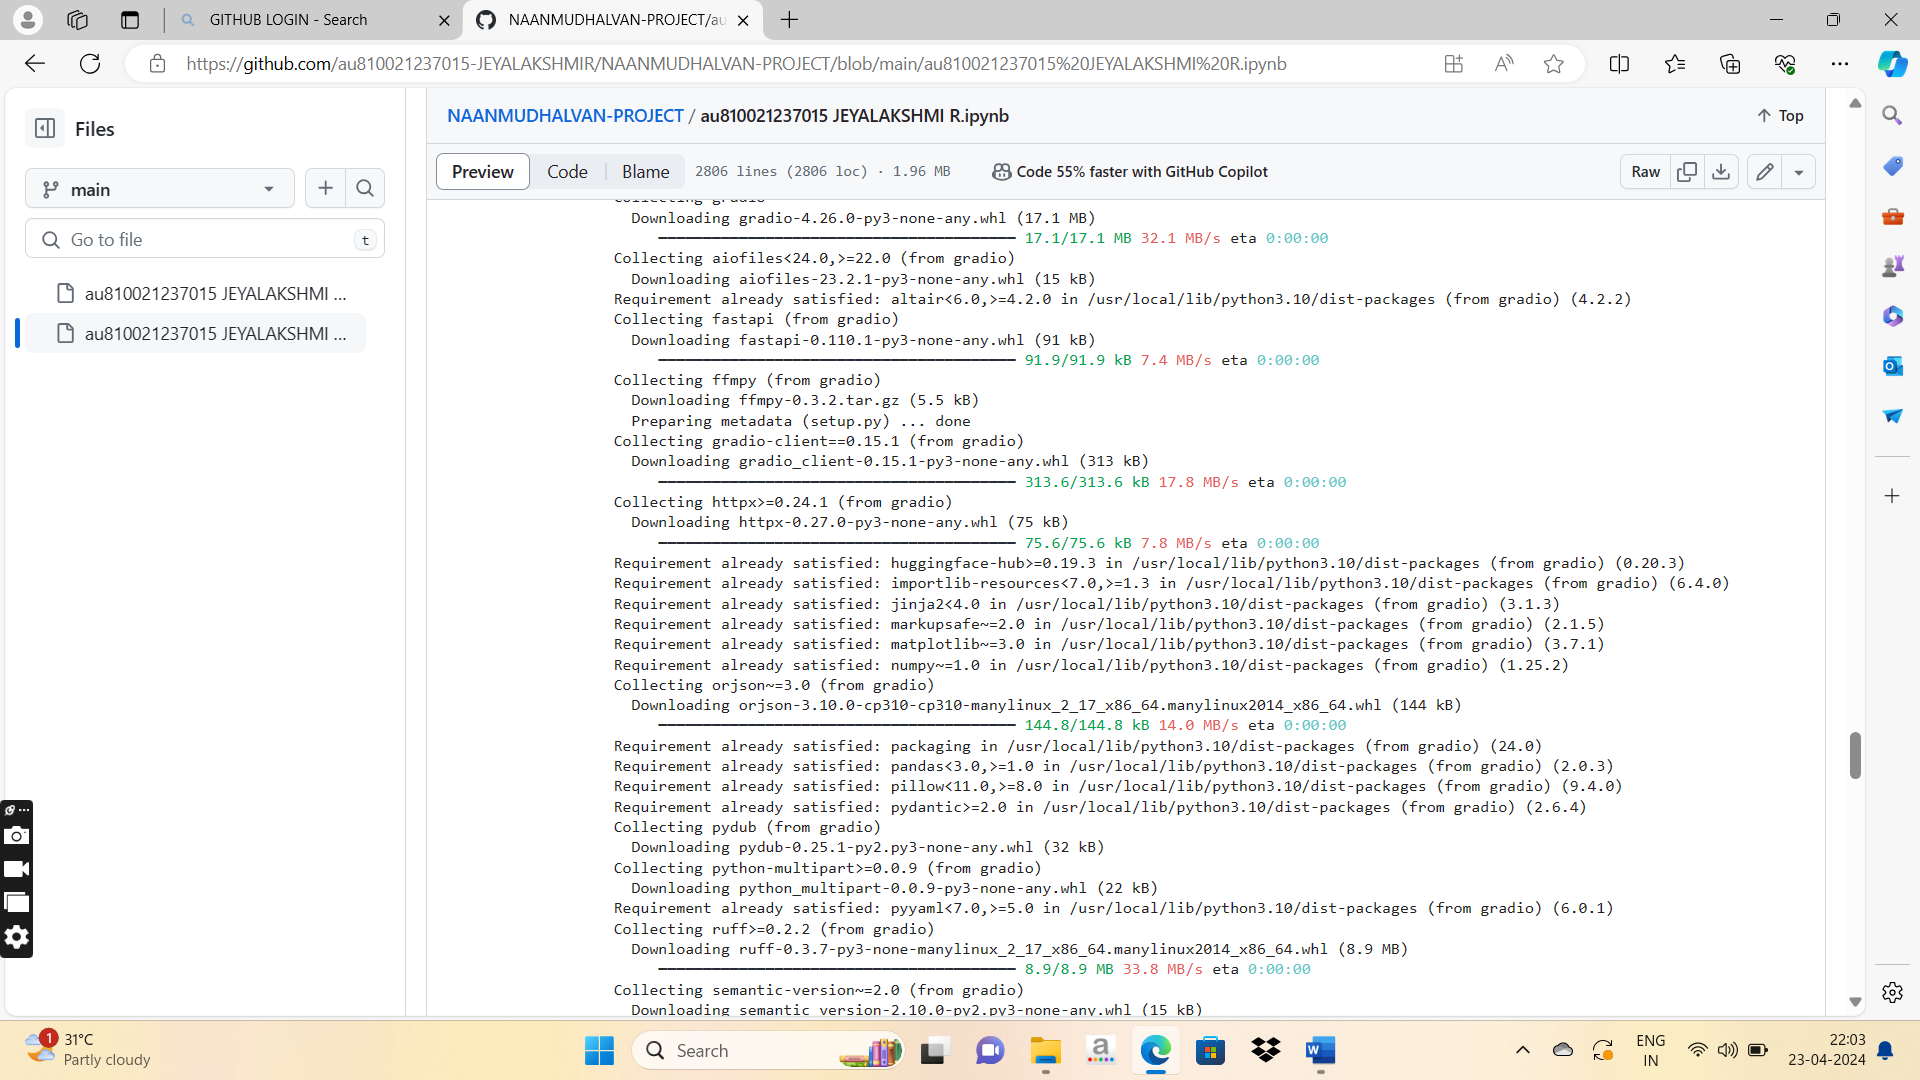 GITHUB LOGIN - Search
NAANMUDHALVAN-PROJECT/au
https://github.com/au810021237015-JEYALAKSHMIR/NAANMUDHALVAN-PROJECT/blob/main/au810021237015%20JEYALAKSHMI%20R.ipynb
Files
main
Go to file
t
au810021237015 JEYALAKSHMI ...
au810021237015 JEYALAKSHMI ...
NAANMUDHALVAN-PROJECT / au810021237015 JEYALAKSHMI R.ipynb
Top
Preview
Code
Blame
2806 lines (2806 loc) · 1.96 MB
Code 55% faster with GitHub Copilot
Raw
Collecting gradio
Downloading gradio-4.26.0-py3-none-any.whl (17.1 MB)
17.1/17.1 MB 32.1 MB/s eta 0:00:00
Collecting aiofiles<24.0,>=22.0 (from gradio)
Downloading aiofiles-23.2.1-py3-none-any.whl (15 kB)
Requirement already satisfied: altair<6.0,>=4.2.0 in /usr/local/lib/python3.10/dist-packages (from gradio) (4.2.2)
Collecting fastapi (from gradio)
Downloading fastapi-0.110.1-py3-none-any.whl (91 kB)
91.9/91.9 kB 7.4 MB/s eta 0:00:00
Collecting ffmpy (from gradio)
Downloading ffmpy-0.3.2.tar.gz (5.5 kB)
Preparing metadata (setup.py) ... done
Collecting gradio-client==0.15.1 (from gradio)
Downloading gradio_client-0.15.1-py3-none-any.whl (313 kB)
313.6/313.6 kB 17.8 MB/s eta 0:00:00
Collecting httpx>=0.24.1 (from gradio)
Downloading httpx-0.27.0-py3-none-any.whl (75 kB)
75.6/75.6 kB 7.8 MB/s eta 0:00:00
Requirement already satisfied: huggingface-hub>=0.19.3 in /usr/local/lib/python3.10/dist-packages (from gradio) (0.20.3)
Requirement already satisfied: importlib-resources<7.0,>=1.3 in /usr/local/lib/python3.10/dist-packages (from gradio) (6.4.0)
Requirement already satisfied: jinja2<4.0 in /usr/local/lib/python3.10/dist-packages (from gradio) (3.1.3)
Requirement already satisfied: markupsafe~=2.0 in /usr/local/lib/python3.10/dist-packages (from gradio) (2.1.5)
Requirement already satisfied: matplotlib~=3.0 in /usr/local/lib/python3.10/dist-packages (from gradio) (3.7.1)
Requirement already satisfied: numpy~=1.0 in /usr/local/lib/python3.10/dist-packages (from gradio) (1.25.2)
Collecting orjson~=3.0 (from gradio)
Downloading orjson-3.10.0-cp310-cp310-manylinux_2_17_x86_64.manylinux2014_x86_64.whl (144 kB)
144.8/144.8 kB 14.0 MB/s eta 0:00:00
Requirement already satisfied: packaging in /usr/local/lib/python3.10/dist-packages (from gradio) (24.0)
Requirement already satisfied: pandas<3.0,>=1.0 in /usr/local/lib/python3.10/dist-packages (from gradio) (2.0.3)
Requirement already satisfied: pillow<11.0,>=8.0 in /usr/local/lib/python3.10/dist-packages (from gradio) (9.4.0)
Requirement already satisfied: pydantic>=2.0 in /usr/local/lib/python3.10/dist-packages (from gradio) (2.6.4)
Collecting pydub (from gradio)
Downloading pydub-0.25.1-py2.py3-none-any.whl (32 kB)
Collecting python-multipart>=0.0.9 (from gradio)
Downloading python_multipart-0.0.9-py3-none-any.whl (22 kB)
Requirement already satisfied: pyyaml<7.0,>=5.0 in /usr/local/lib/python3.10/dist-packages (from gradio) (6.0.1)
Collecting ruff>=0.2.2 (from gradio)
Downloading ruff-0.3.7-py3-none-manylinux_2_17_x86_64.manylinux2014_x86_64.whl (8.9 MB)
8.9/8.9 MB 33.8 MB/s eta 0:00:00
Collecting semantic-version~=2.0 (from gradio)
Downloading semantic_version-2.10.0-py2.py3-none-any.whl (15 kB)
1
31°C
Partly cloudy
Search
ENG
IN
22:03
23-04-2024